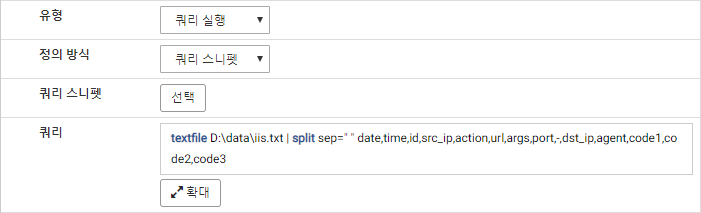 유형
쿼리 실행
정의 방식
쿼리 스니펫
쿼리 스니펫
선택
쿼리
textfile D:\data\iis.txt | split sep=" " date,time,id,src_ip,action,url,args,port,-,dst_ip,agent,code1,co
de2,code3
확대